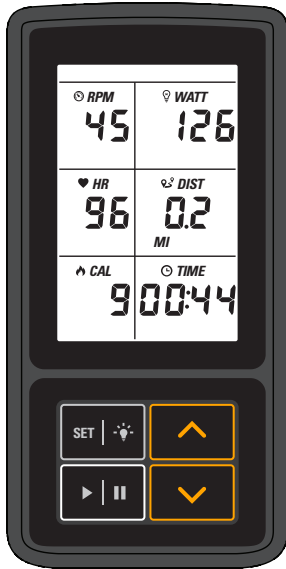 RPM WATT
45 126
HR DIST
96 0.2
MI
CAL TIME
9 00:44
SET